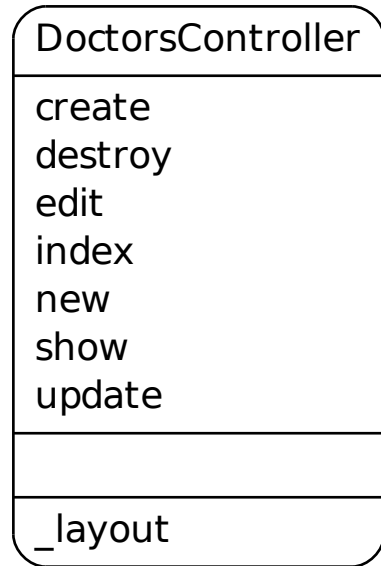 DoctorsController
create
destroy
edit
index
new
show
update
_layout